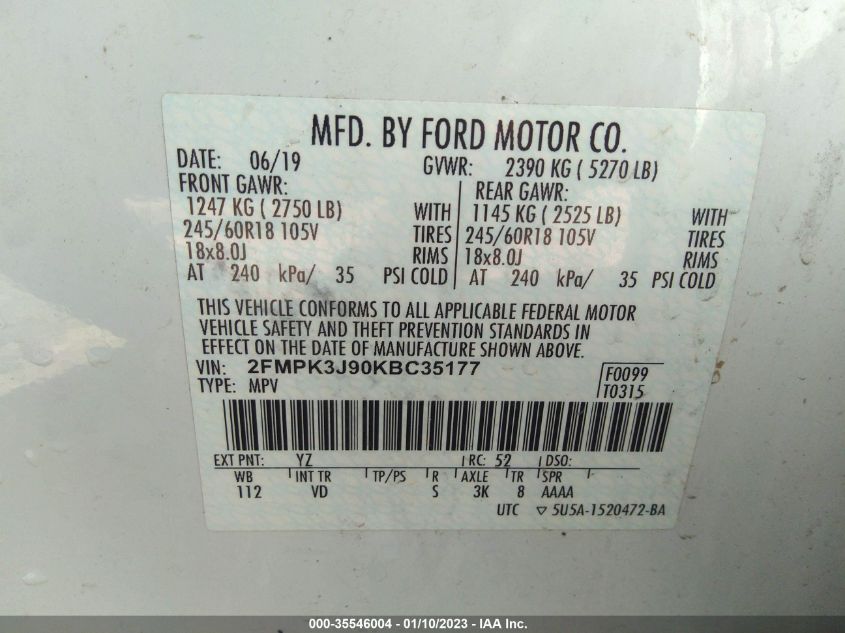 MFD. BY FORD MOTOR CO.
DATE: 06/19 GVWR: 2390 KG ( 5270 LB)
FRONT GAWR: REAR GAWR:
1247 KG ( 2750 LB) WITH 1145 KG ( 2525 LB) WITH
245/60R18 105V TIRES 245/60R18 105V TIRES
18x8.0J RIMS 18x8.0J RIMS
AT 240 kPa/ 35 PSI COLD AT 240 kPa/ 35 PSI COLD
THIS VEHICLE CONFORMS TO ALL APPLICABLE FEDERAL MOTOR
VEHICLE SAFETY AND THEFT PREVENTION STANDARDS IN
EFFECT ON THE DATE OF MANUFACTURE SHOWN ABOVE.
VIN: 2FMPK3J90KBC35177 F0099
TYPE: MPV T0315
EXT PNT: YZ RC: 52 DSO:
WB INT TR TP/PS R AXLE TR SPR
112 VD S 3K 8 AAAA
UTC ▽ 5U5A-1520472-BA
000-35546004 - 01/10/2023 - IAA Inc.